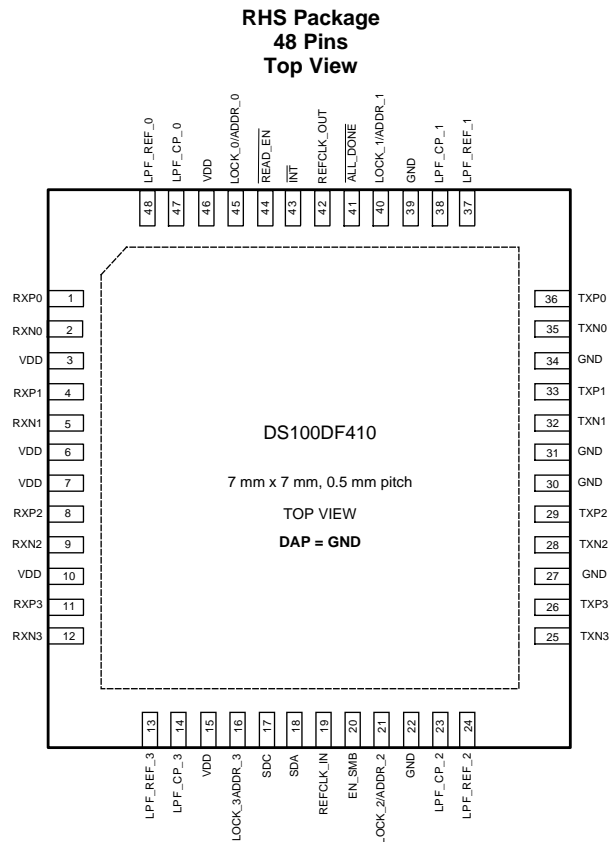 RHS Package
48 Pins
Top View
LPF_REF_0
LPF_CP_0
VDD
LOCK_0/ADDR_0
READ_EN
INT
REFCLK_OUT
ALL_DONE
LOCK_1/ADDR_1
GND
LPF_CP_1
LPF_REF_1
48
47
46
45
44
43
42
41
40
39
38
37
RXP0 1
RXN0 2
VDD 3
RXP1 4
RXN1 5
VDD 6
VDD 7
RXP2 8
RXN2 9
VDD 10
RXP3 11
RXN3 12
DS100DF410
7 mm x 7 mm, 0.5 mm pitch
TOP VIEW
DAP = GND
36 TXP0
35 TXN0
34 GND
33 TXP1
32 TXN1
31 GND
30 GND
29 TXP2
28 TXN2
27 GND
26 TXP3
25 TXN3
13
14
15
16
17
18
19
20
21
22
23
24
LPF_REF_3
LPF_CP_3
VDD
LOCK_3ADDR_3
SDC
SDA
REFCLK_IN
EN_SMB
LOCK_2/ADDR_2
GND
LPF_CP_2
LPF_REF_2